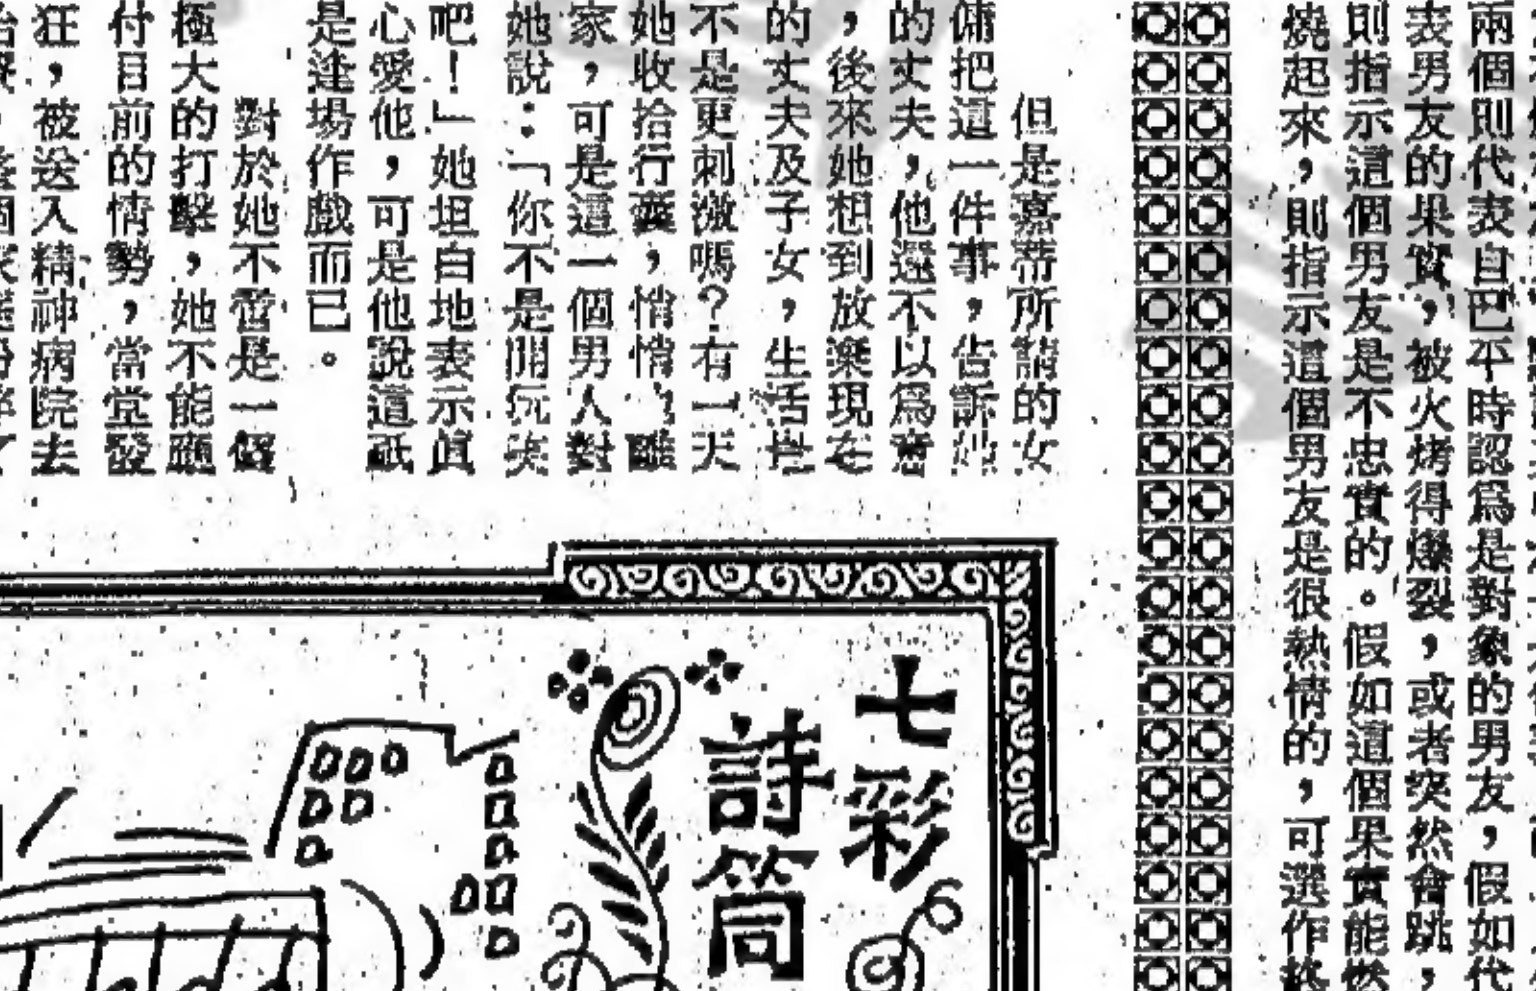 兩個則代表自己平時認爲是對象的男友，假如代
表男友的果實，被火烤得爆裂，或者突然會跳，
則指示這個男友是不忠實的。假如這個果實能燃
燒起來，則指示這個男友是很熱情的，可選作終
但是嘉蒂所請的女
傭把這一件事，告訴她
的丈夫，他還不以爲意
，後來她想到放棄現在
的丈夫及子女，生活豈
不是更刺激嗎？有一天
她收拾行囊，悄悄離
家，可是這一個男人對
她說：「你不是開玩笑
吧！」她坦白地表示眞
心愛他，可是他說這祇
是逢場作戲而已。
對於她不啻是一個
極大的打擊，她不能應
付目前的情勢，當堂發
狂，被送入精神病院去
七彩
詩筒